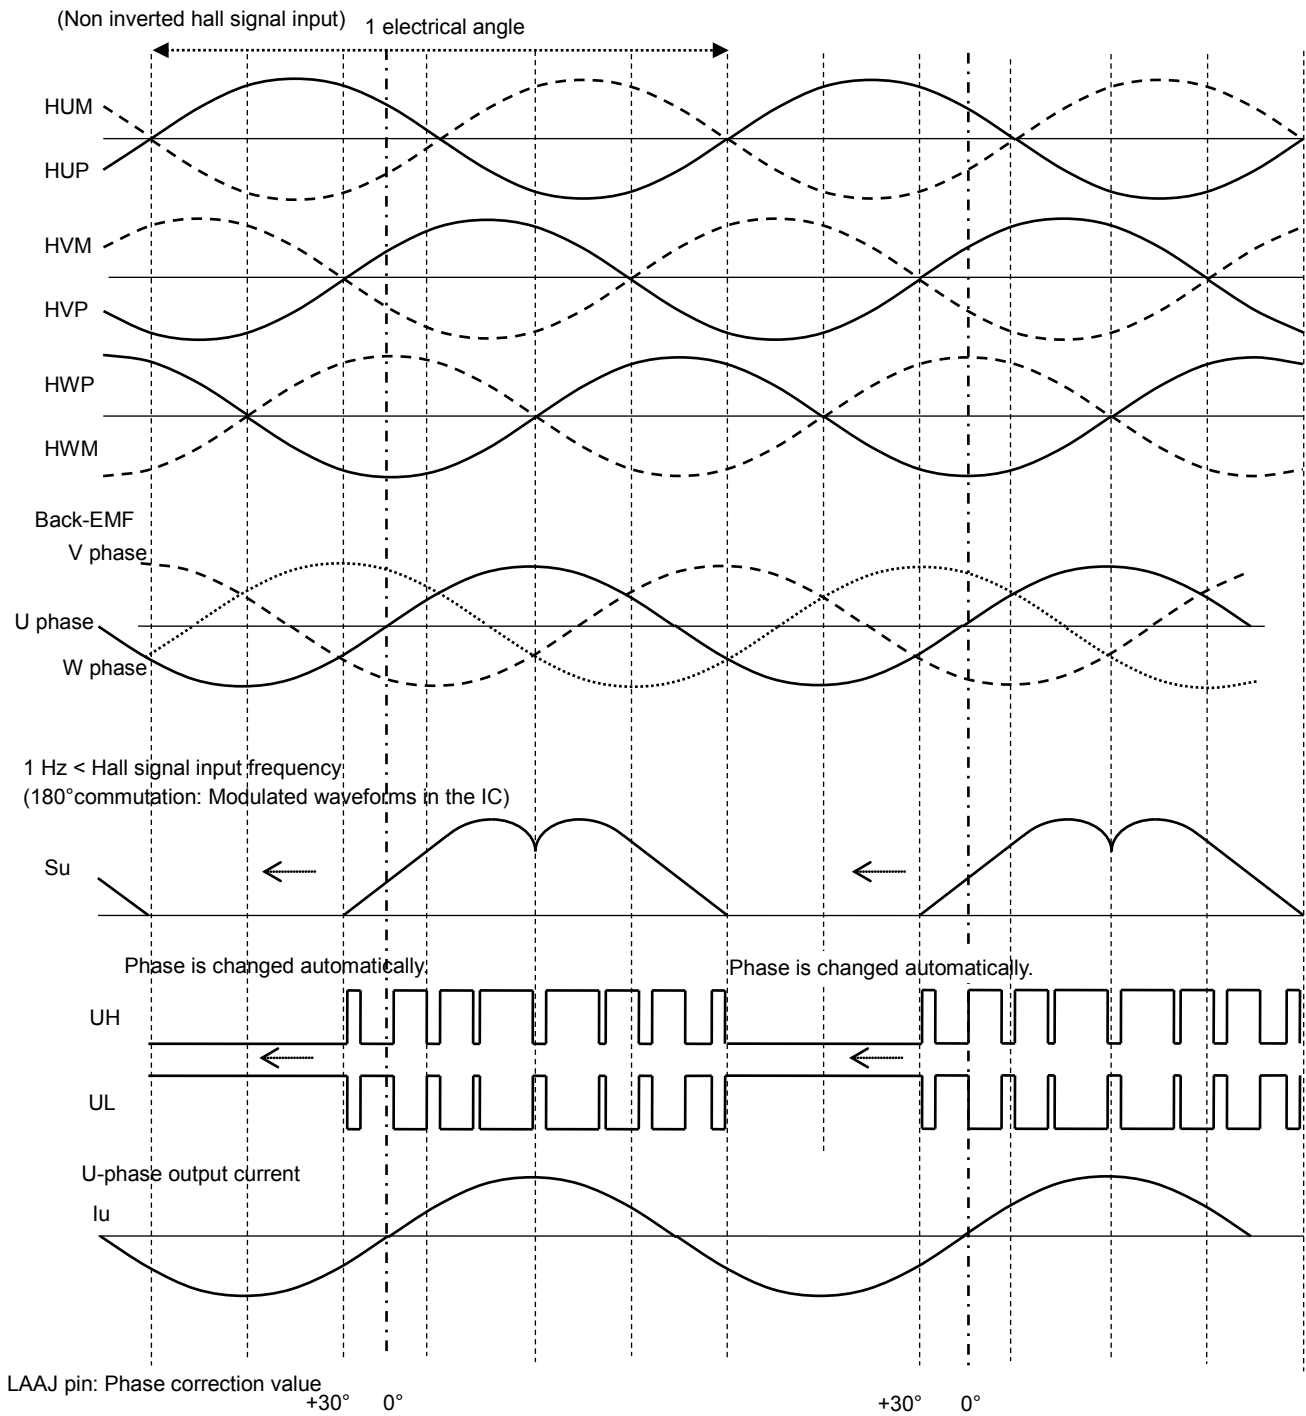 (Non inverted hall signal input)
1 electrical angle
HUM
HUP
HVM
HVP
HWP
HWM
Back-EMF
V phase
U phase
W phase
1 Hz < Hall signal input frequency
(180°commutation: Modulated waveforms in the IC)
Su
Phase is changed automatically.
Phase is changed automatically.
UH
UL
U-phase output current
Iu
LAAJ pin: Phase correction value
+30° 0° +30° 0°